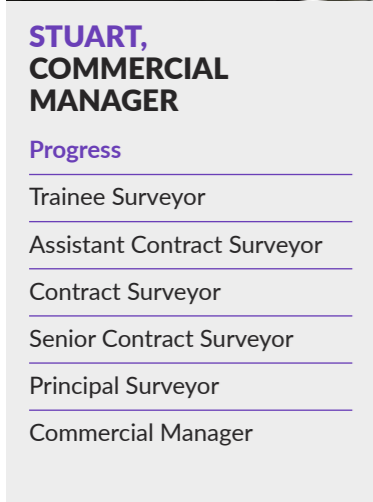 STUART,
COMMERCIAL
MANAGER
Progress
Trainee Surveyor
Assistant Contract Surveyor
Contract Surveyor
Senior Contract Surveyor
Principal Surveyor
Commercial Manager